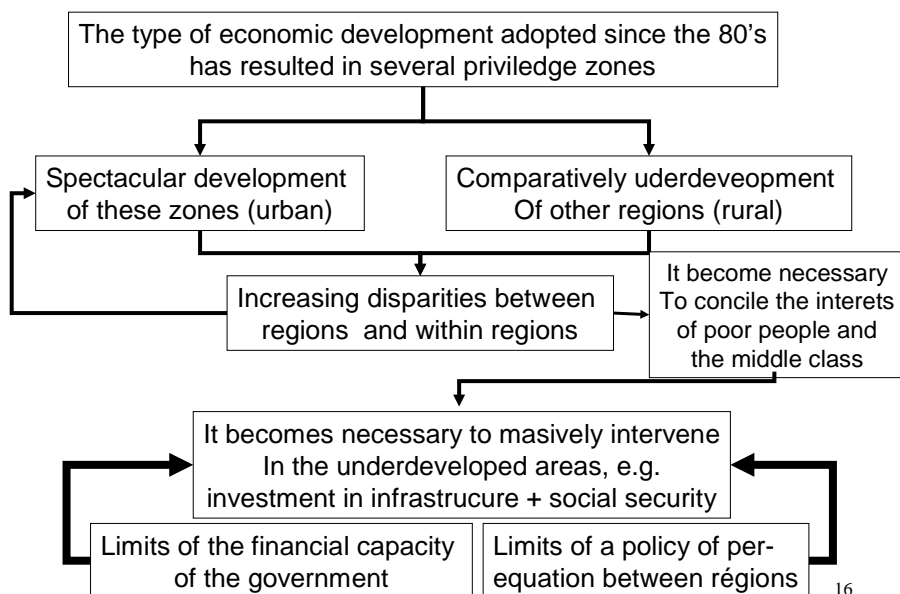 The type of economic development adopted since the 80's
has resulted in several priviledge zones
Spectacular development
of these zones (urban)
Comparatively uderdeveopment
Of other regions (rural)
Increasing disparities between
regions and within regions
It become necessary
To concile the interets
of poor people and
the middle class
It becomes necessary to masively intervene
In the underdeveloped areas, e.g.
investment in infrastrucure + social security
Limits of the financial capacity
of the government
Limits of a policy of per-
equation between régions
16